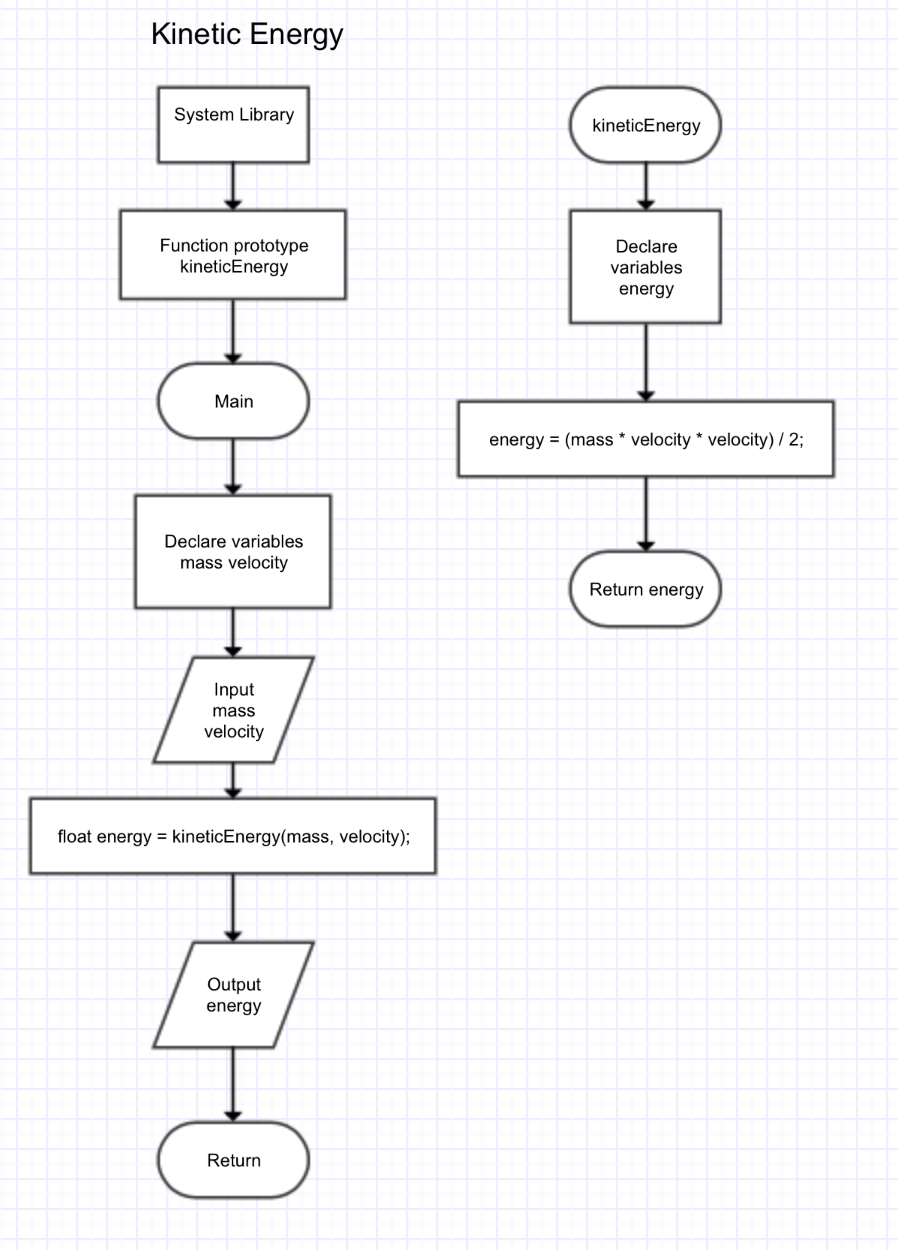 Kinetic Energy
System Library
Function prototype
kineticEnergy
Main
Declare variables
mass velocity
Input
mass
velocity
float energy = kineticEnergy(mass, velocity);
Output
energy
Return
kineticEnergy
Declare
variables
energy
energy = (mass * velocity * velocity) / 2;
Return energy